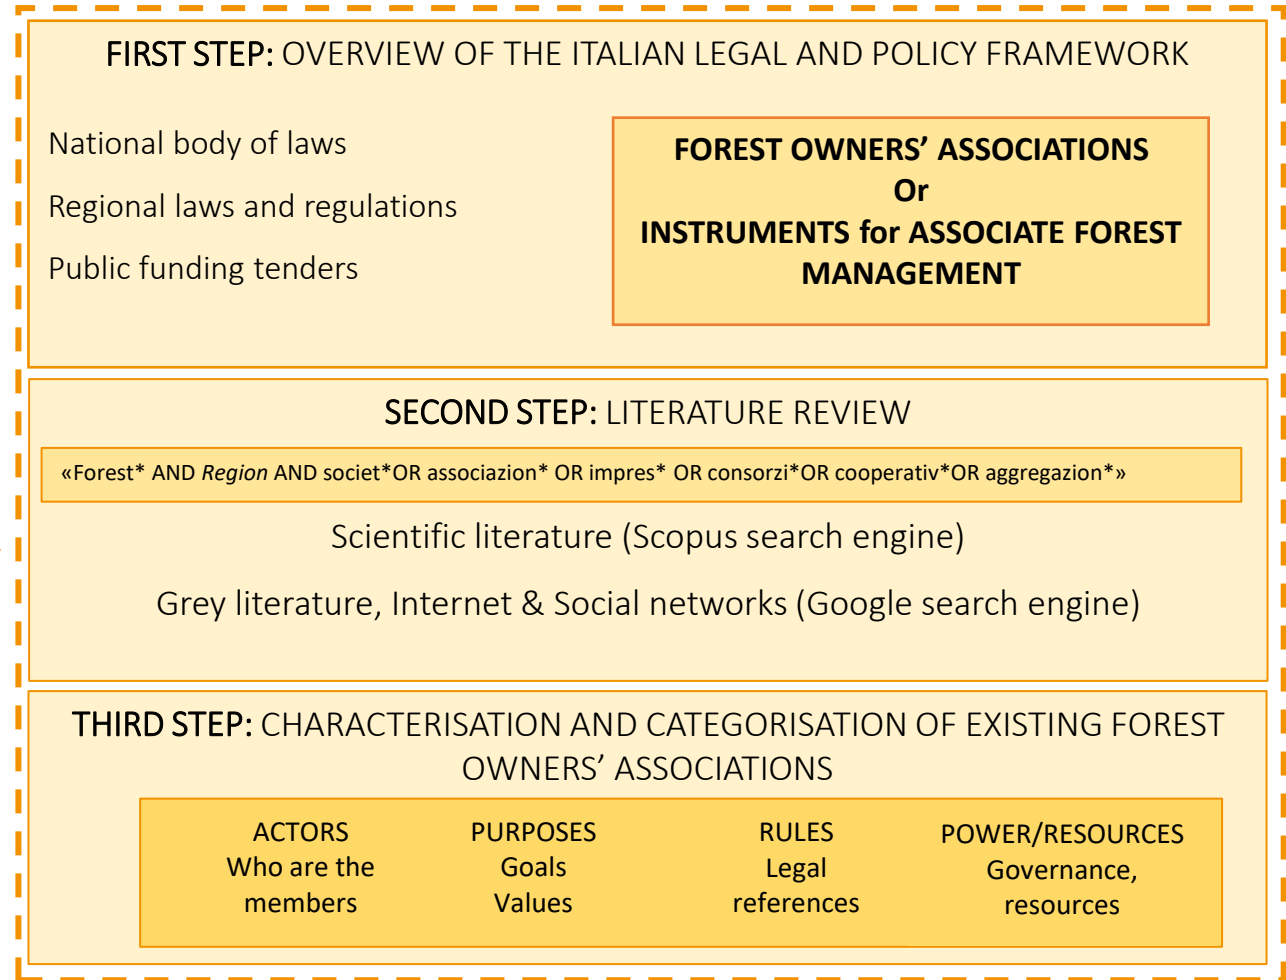 FIRST STEP: OVERVIEW OF THE ITALIAN LEGAL AND POLICY FRAMEWORK
National body of laws
Regional laws and regulations
Public funding tenders
FOREST OWNERS’ ASSOCIATIONS
Or
INSTRUMENTS for ASSOCIATE FOREST
MANAGEMENT
SECOND STEP: LITERATURE REVIEW
«Forest* AND Region AND societ*OR associazion* OR impres* OR consorzi*OR cooperativ*OR aggregazion*»
Scientific literature (Scopus search engine)
Grey literature, Internet & Social networks (Google search engine)
THIRD STEP: CHARACTERISATION AND CATEGORISATION OF EXISTING FOREST
OWNERS’ ASSOCIATIONS
ACTORS
Who are the
members
PURPOSES
Goals
Values
RULES
Legal
references
POWER/RESOURCES
Governance,
resources